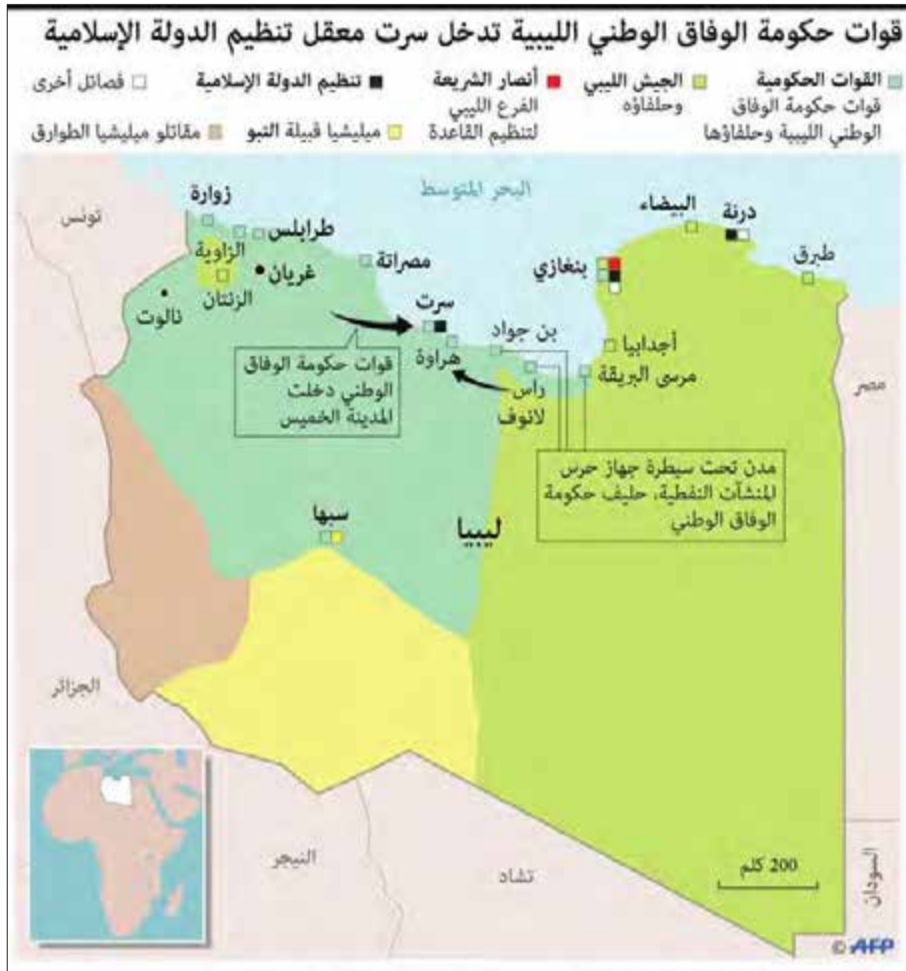 قوات حكومة الوفاق الوطني الليبية تدخل سرت معقل تنظيم الدولة الإسلامية
القوات الحكومية
قوات حكومة الوفاق
الوطني الليبية وحلفاؤها
الجيش الليبي
وحلفاؤه
أنصار الشريعة
الفرع الليبي
لتنظيم القاعدة
تنظيم الدولة الإسلامية
فصائل أخرى
ميليشيا قبيلة التبو
مقاتلو ميليشيا الطوارق
البحر المتوسط
تونس
زوارة
طرابلس
الزاوية
غريان
الزنتان
نالوت
مصراتة
سرت
هراوة
بن جواد
راس
لانوف
مرسى البريقة
أجدابيا
بنغازي
البيضاء
درنة
طبرق
مصر
قوات حكومة الوفاق
الوطني دخلت
المدينة الخميس
مدن تحت سيطرة جهاز حرس
المنشآت النفطية، حليف حكومة
الوفاق الوطني
سبها
ليبيا
الجزائر
النيجر
تشاد
السودان
200 كلم
© AFP